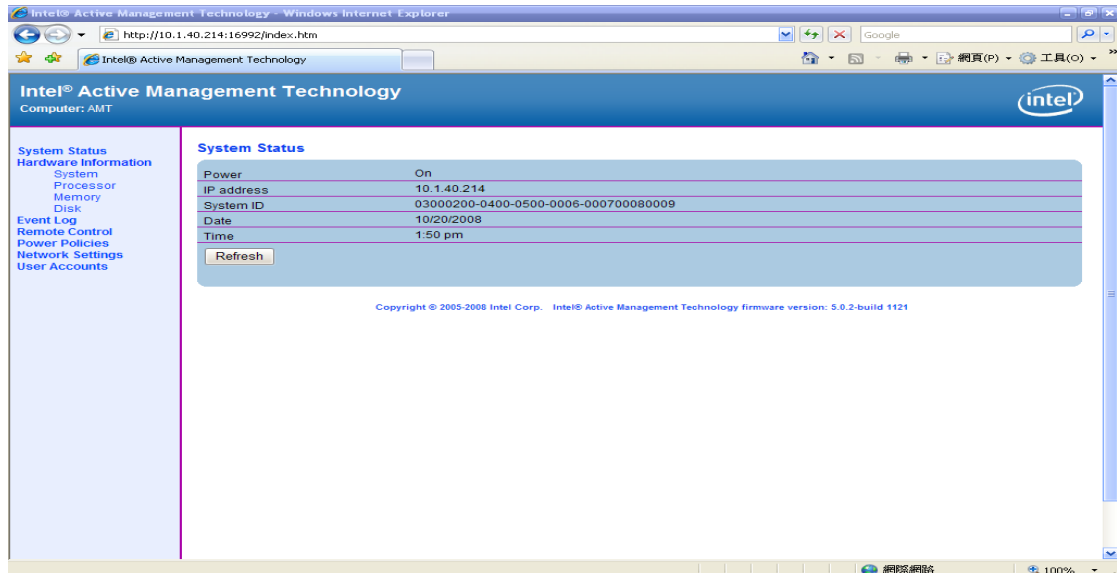 Intel® Active Management Technology - Windows Internet Explorer
http://10.1.40.214:16992/index.htm
Google
Intel® Active Management Technology
網頁(P)
工具(O)
»
Intel® Active Management Technology
Computer: AMT
intel
System Status
Hardware Information
System
Processor
Memory
Disk
Event Log
Remote Control
Power Policies
Network Settings
User Accounts
System Status
Power On
IP address 10.1.40.214
System ID 03000200-0400-0500-0006-000700080009
Date 10/20/2008
Time 1:50 pm
Refresh
Copyright © 2005-2008 Intel Corp. Intel® Active Management Technology firmware version: 5.0.2-build 1121
網際網路
100%